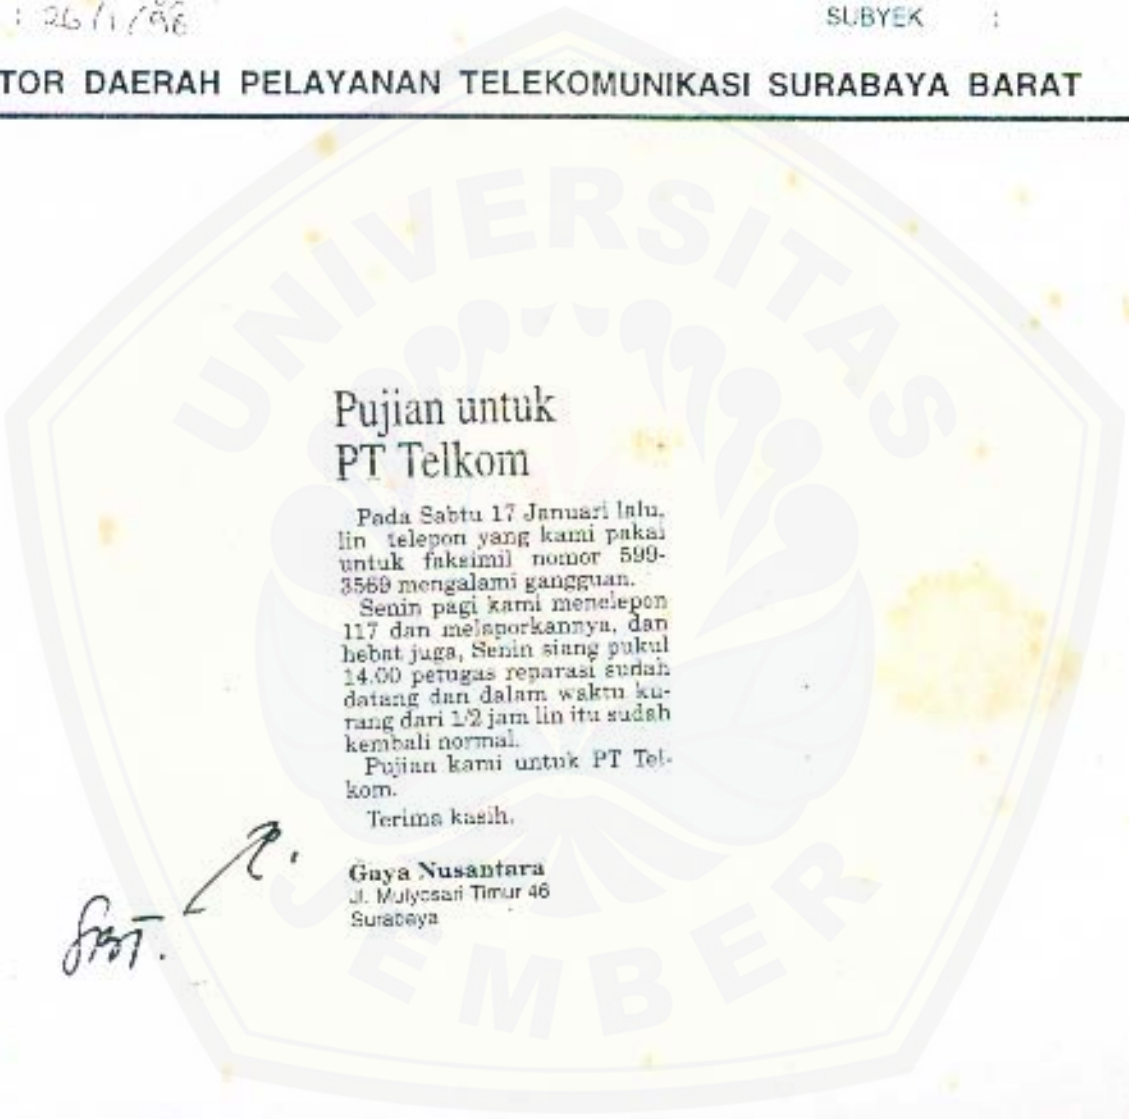 : 26/1/98
SUBYEK :
TOR DAERAH PELAYANAN TELEKOMUNIKASI SURABAYA BARAT
UNIVERSITAS
Pujian untuk
PT Telkom
Pada Sabtu 17 Januari lalu,
lin telepon yang kami pakai
untuk faksimil nomor 599-
3569 mengalami gangguan.
Senin pagi kami menelepon
117 dan melaporkannya, dan
hebat juga, Senin siang pukul
14.00 petugas reparasi sudah
datang dan dalam waktu ku-
rang dari 1/2 jam lin itu sudah
kembali normal.
Pujian kami untuk PT Tel-
kom.
Terima kasih.
Gaya Nusantara
Jl. Mulyosari Timur 46
Surabaya
JEMBER